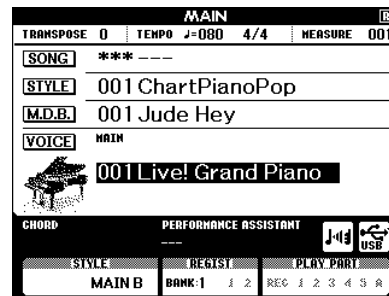 MAIN
TRANSPOSE 0 TEMPO ♩=080 4/4 MEASURE 001
SONG *** ---
STYLE 001 ChartPianoPop
M.D.B. 001 Jude Hey
VOICE MAIN
001 Live! Grand Piano
CHORD PERFORMANCE ASSISTANT
---
USB
STYLE REGIST PLAY PART
MAIN B BANK:1 1 2 REC 1 2 3 4 5 A